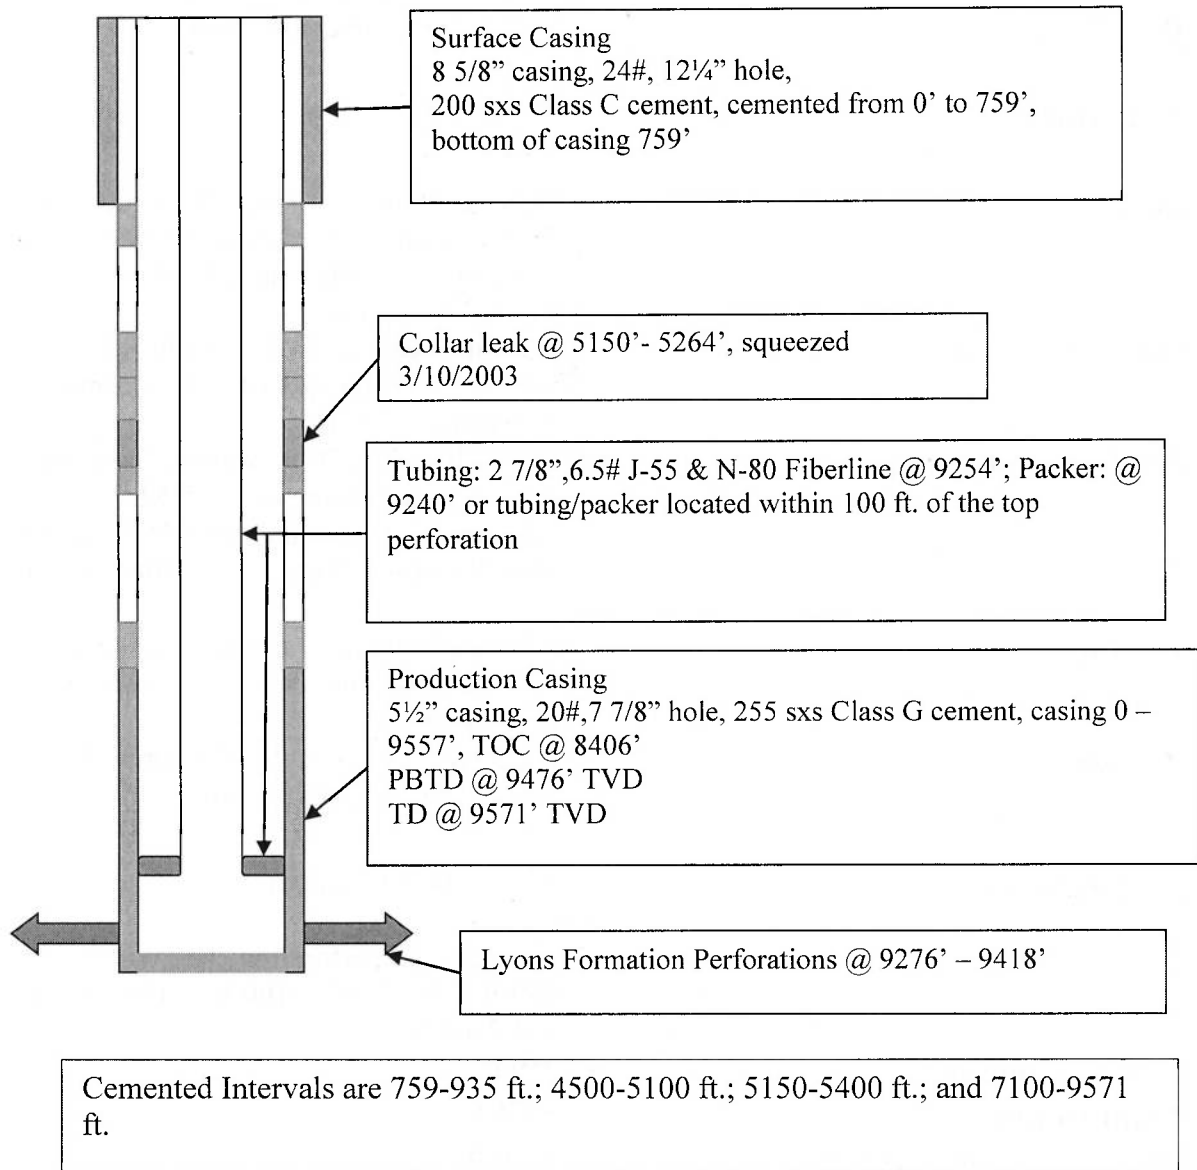 Surface Casing
8 5/8” casing, 24#, 12¼” hole,
200 sxs Class C cement, cemented from 0’ to 759’,
bottom of casing 759’
Collar leak @ 5150’- 5264’, squeezed
3/10/2003
Tubing: 2 7/8”,6.5# J-55 & N-80 Fiberline @ 9254’; Packer: @
9240’ or tubing/packer located within 100 ft. of the top
perforation
Production Casing
5½” casing, 20#,7 7/8” hole, 255 sxs Class G cement, casing 0 –
9557’, TOC @ 8406’
PBTD @ 9476’ TVD
TD @ 9571’ TVD
Lyons Formation Perforations @ 9276’ – 9418’
Cemented Intervals are 759-935 ft.; 4500-5100 ft.; 5150-5400 ft.; and 7100-9571
ft.